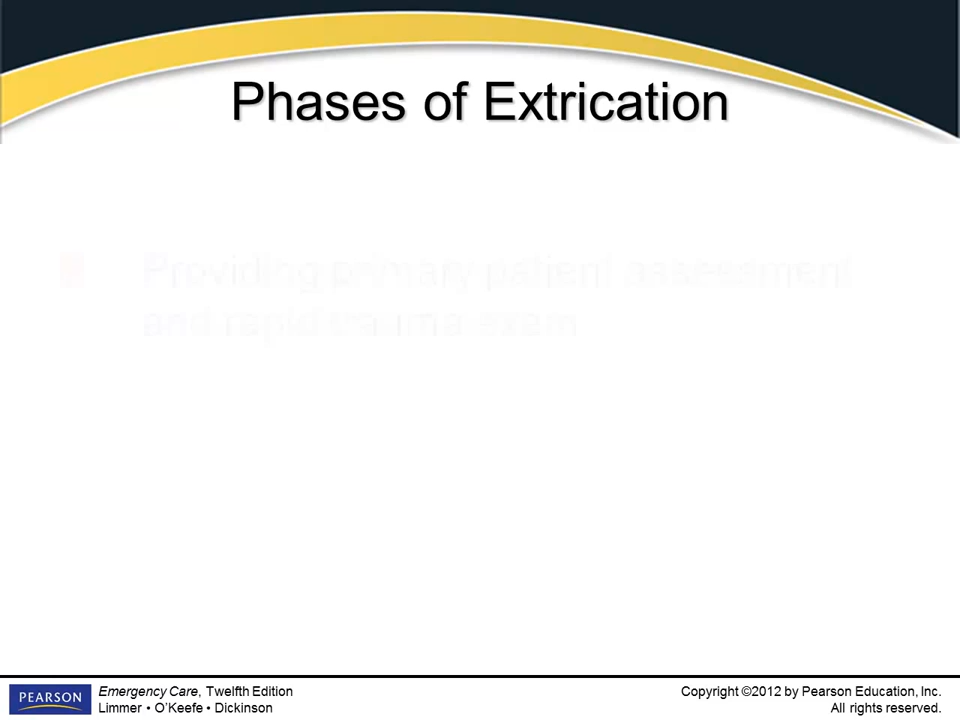 Phases of Extrication
Providing primary patient assessment
and rapid trauma exam
PEARSON
Emergency Care, Twelfth Edition
Limmer • O'Keefe • Dickinson
Copyright ©2012 by Pearson Education, Inc.
All rights reserved.